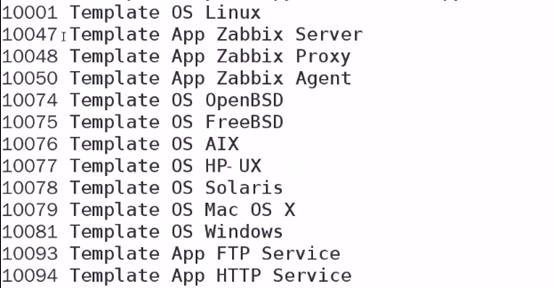 10001 Template OS Linux
10047 Template App Zabbix Server
10048 Template App Zabbix Proxy
10050 Template App Zabbix Agent
10074 Template OS OpenBSD
10075 Template OS FreeBSD
10076 Template OS AIX
10077 Template OS HP-UX
10078 Template OS Solaris
10079 Template OS Mac OS X
10081 Template OS Windows
10093 Template App FTP Service
10094 Template App HTTP Service